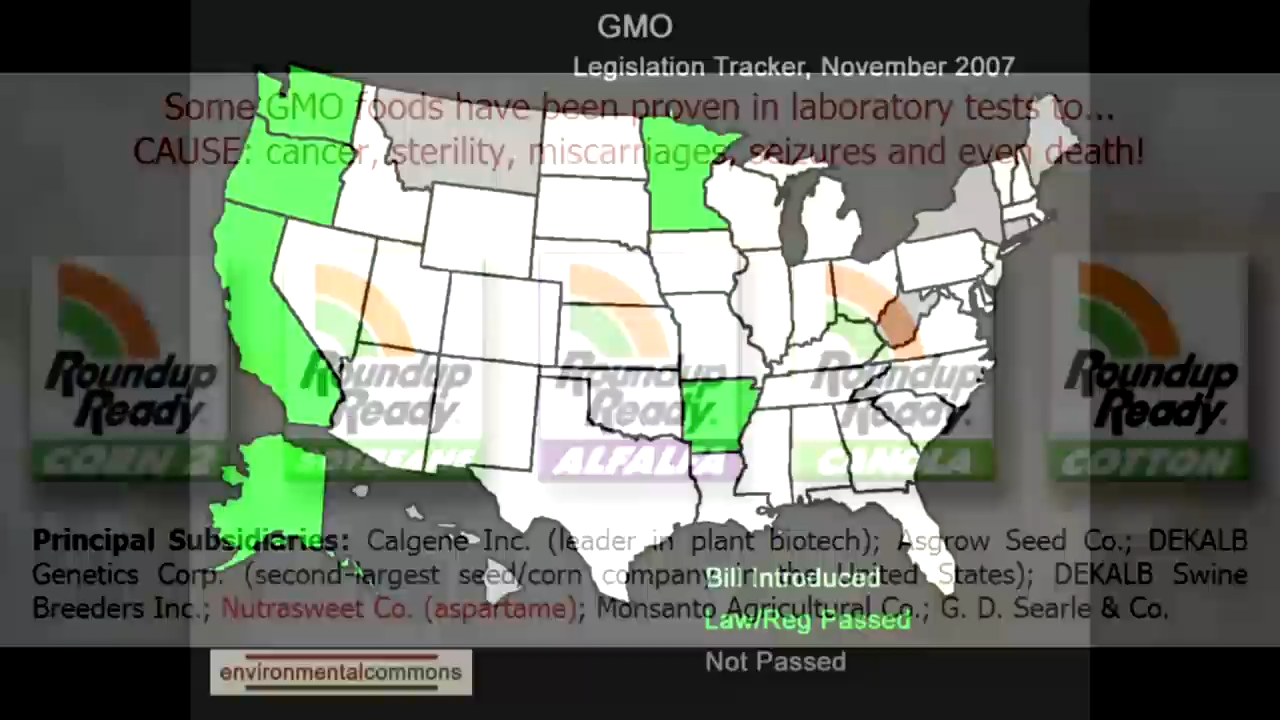 GMO
Legislation Tracker, November 2007
Some GMO foods have been proven in laboratory tests to...
CAUSE: cancer, sterility, miscarriages, seizures and even death!
Roundup Ready. Roundup Ready. Roundup Ready. Roundup Ready. Roundup Ready.
CORN 2 SOYBEANS ALFALFA CANOLA COTTON
Principal Subsidiaries: Calgene Inc. (leader in plant biotech); Asgrow Seed Co.; DEKALB
Genetics Corp. (second-largest seed/corn company in the United States); DEKALB Swine
Breeders Inc.; Nutrasweet Co. (aspartame); Monsanto Agricultural Co.; G. D. Searle & Co.
Bill Introduced
Law/Reg Passed
Not Passed
environmentalcommons